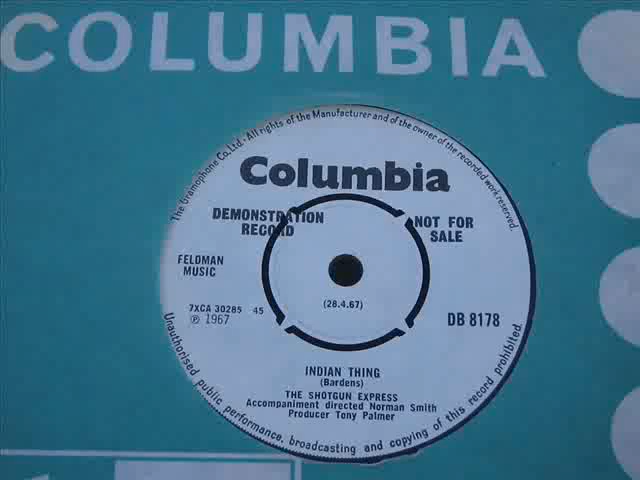 COLUMBIA
The Gramophone Co. Ltd. All rights of the Manufacturer and of the owner of the recorded work reserved.
Columbia
DEMONSTRATION
RECORD
NOT FOR
SALE
FELDMAN
MUSIC
(28.4.67)
7XCA 30285 45
℗ 1967
DB 8178
INDIAN THING
(Bardens)
THE SHOTGUN EXPRESS
Accompaniment directed Norman Smith
Producer Tony Palmer
Unauthorised public performance, broadcasting and copying of this record prohibited.